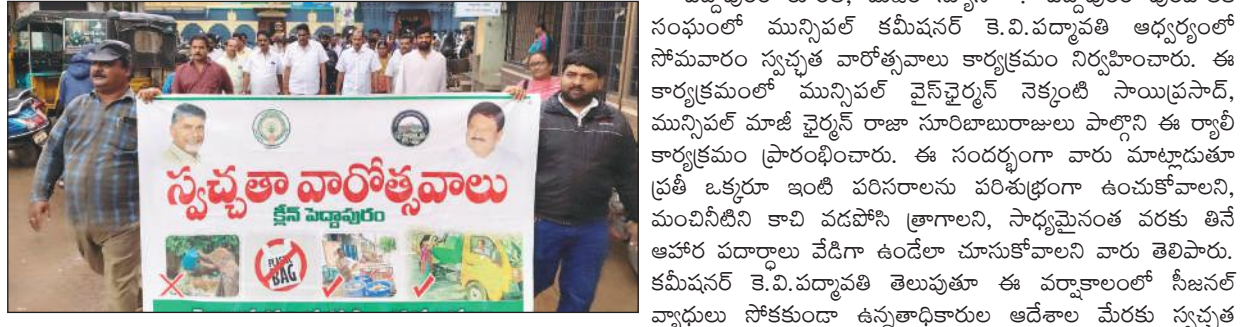 స్వచ్ఛతా వారోత్సవాలు
క్లీన్ పెద్దాపురం
PLASTIC
BAG
సంఘంలో మున్సిపల్ కమీషనర్ కె.వి.పద్మావతి ఆధ్వర్యంలో
సోమవారం స్వచ్ఛత వారోత్సవాలు కార్యక్రమం నిర్వహించారు. ఈ
కార్యక్రమంలో మున్సిపల్ వైస్‌ఛైర్మన్ నెక్కంటి సాయిప్రసాద్,
మున్సిపల్ మాజీ ఛైర్మన్ రాజా సూరిబాబురాజులు పాల్గొని ఈ ర్యాలీ
కార్యక్రమం ప్రారంభించారు. ఈ సందర్భంగా వారు మాట్లాడుతూ
ప్రతీ ఒక్కరూ ఇంటి పరిసరాలను పరిశుభ్రంగా ఉంచుకోవాలని,
మంచినీటిని కాచి వడపోసి త్రాగాలని, సాధ్యమైనంత వరకు తినే
ఆహార పదార్థాలు వేడిగా ఉండేలా చూసుకోవాలని వారు తెలిపారు.
కమీషనర్ కె.వి.పద్మావతి తెలుపుతూ ఈ వర్షాకాలంలో సీజనల్
వ్యాధులు సోకకుండా ఉన్నతాధికారుల ఆదేశాల మేరకు స్వచ్ఛత